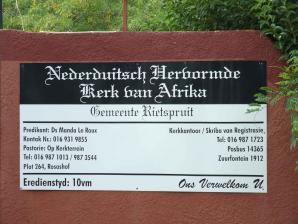 Nederduitsch Hervormde
Kerk van Afrika
Gemeente Rietspruit
Predikant: Ds Manda Le Roux
Kontak No: 016 931 9855
Pastorie: Op Kerkterrein
Tel: 016 987 1013 / 987 3544
Plot 264, Rosashof
Kerkkantoor / Skriba van Registrasie
Tel: 016 987 1723
Posbus 14365
Zuurfontein 1912
Eredienstyd: 10vm
Ons Verwelkom U